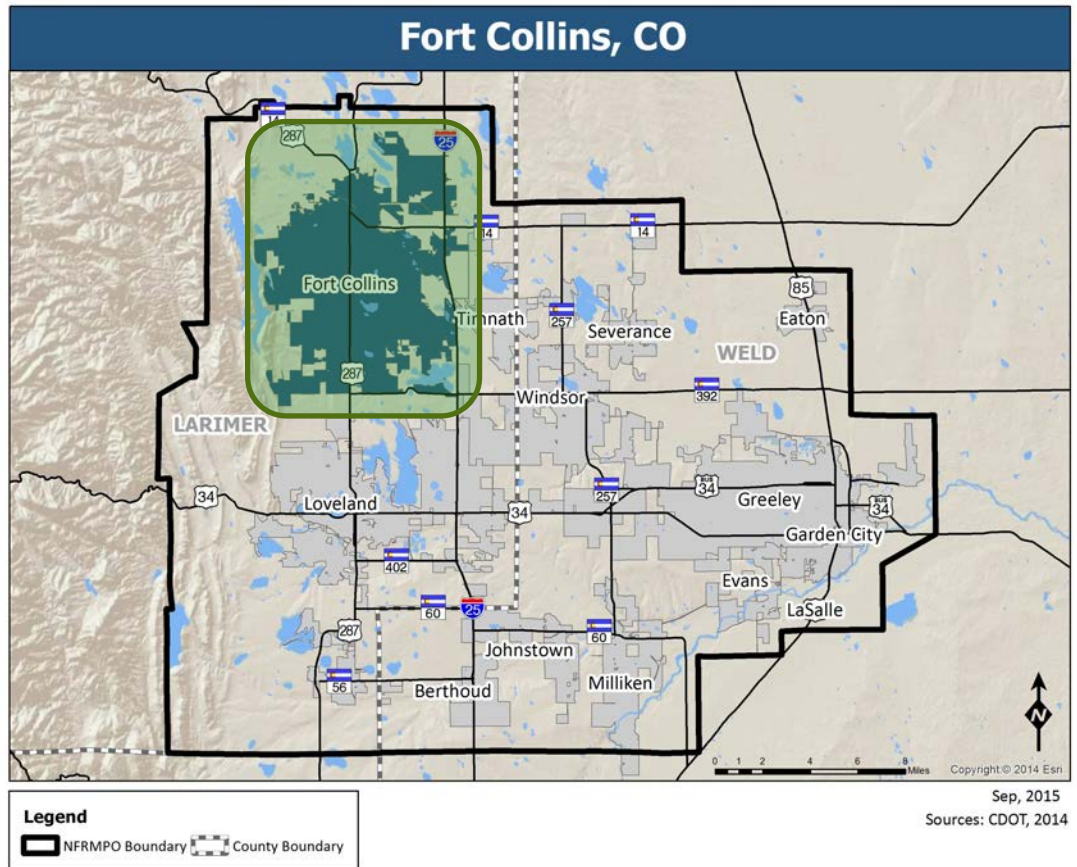 Fort Collins, CO
14
287
25
14
14
Fort Collins
85
Timnath
257
Severance
Eaton
WELD
287
Windsor
392
LARIMER
34
Loveland
257
BUS
34
Greeley
BUS
34
34
Garden City
402
Evans
60
25
LaSalle
287
60
Johnstown
56
Berthoud
Milliken
N
0 1 2 4 6 8
Miles
Copyright © 2014 Esri
Sep, 2015
Sources: CDOT, 2014
Legend
NFRMPO Boundary County Boundary